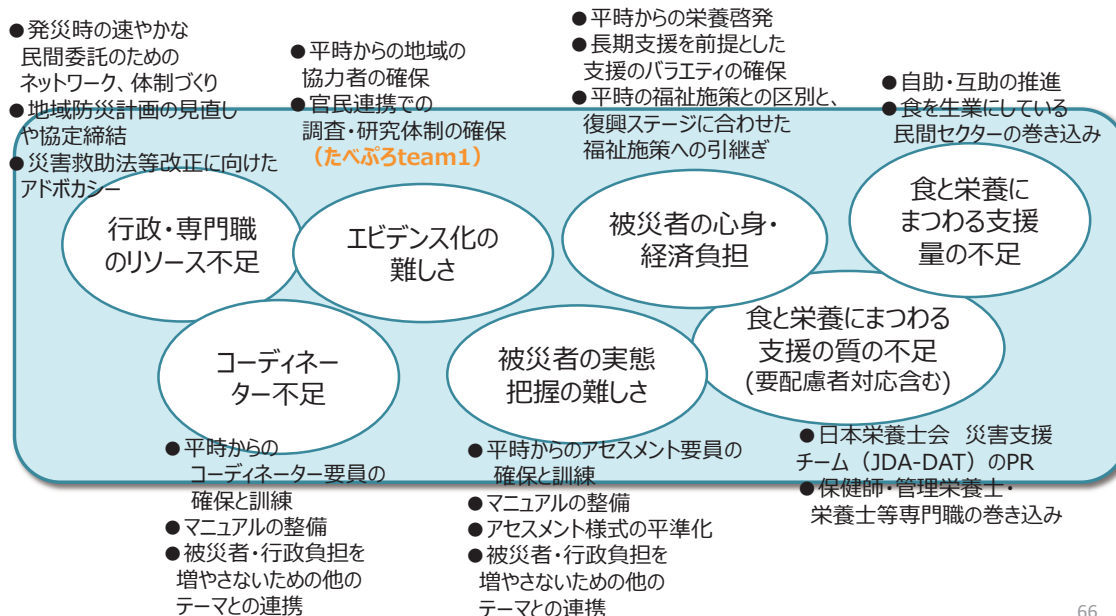 ●発災時の速やかな
民間委託のための
ネットワーク、体制づくり
●地域防災計画の見直し
や協定締結
●災害救助法等改正に向けた
アドボカシー
●平時からの地域の
協力者の確保
●官民連携での
調査・研究体制の確保
（たべぷろteam1）
●平時からの栄養啓発
●長期支援を前提とした
支援のバラエティの確保
●平時の福祉施策との区別と、
復興ステージに合わせた
福祉施策への引継ぎ
●自助・互助の推進
●食を生業にしている
民間セクターの巻き込み
行政・専門職
のリソース不足
エビデンス化の
難しさ
被災者の心身・
経済負担
食と栄養に
まつわる支援
量の不足
コーディネー
ター不足
被災者の実態
把握の難しさ
食と栄養にまつわる
支援の質の不足
(要配慮者対応含む)
●平時からの
コーディネーター要員の
確保と訓練
●マニュアルの整備
●被災者・行政負担を
増やさないための他の
テーマとの連携
●平時からのアセスメント要員の
確保と訓練
●マニュアルの整備
●アセスメント様式の平準化
●被災者・行政負担を
増やさないための他の
テーマとの連携
●日本栄養士会 災害支援
チーム（JDA-DAT）のPR
●保健師・管理栄養士・
栄養士等専門職の巻き込み
66